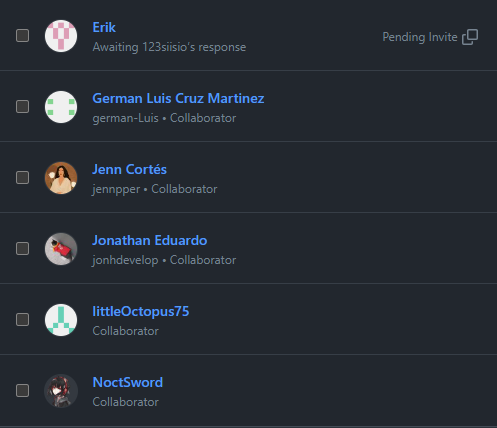 Erik
Awaiting 123siisio's response
Pending Invite
German Luis Cruz Martinez
german-Luis • Collaborator
Jenn Cortés
jennpper • Collaborator
Jonathan Eduardo
jonhdevelop • Collaborator
littleOctopus75
Collaborator
NoctSword
Collaborator